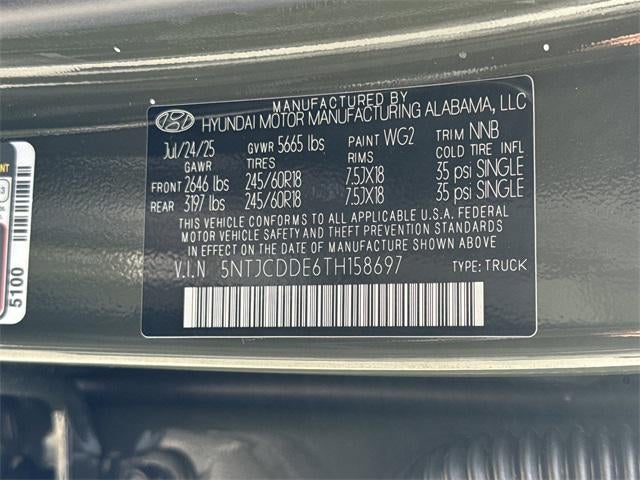 MANUFACTURED BY
HYUNDAI MOTOR MANUFACTURING ALABAMA, LLC
Jul/24/25 GVWR 5665 lbs PAINT WG2 TRIM NNB
GAWR TIRES RIMS COLD TIRE INFL
FRONT 2646 lbs 245/60R18 7.5JX18 35 psi SINGLE
REAR 3197 lbs 245/60R18 7.5JX18 35 psi SINGLE
THIS VEHICLE CONFORMS TO ALL APPLICABLE U.S.A. FEDERAL
MOTOR VEHICLE SAFETY AND THEFT PREVENTION STANDARDS
IN EFFECT ON THE DATE OF MANUFACTURE SHOWN ABOVE.
V.I.N 5NTJCDDE6TH158697 TYPE: TRUCK
5100